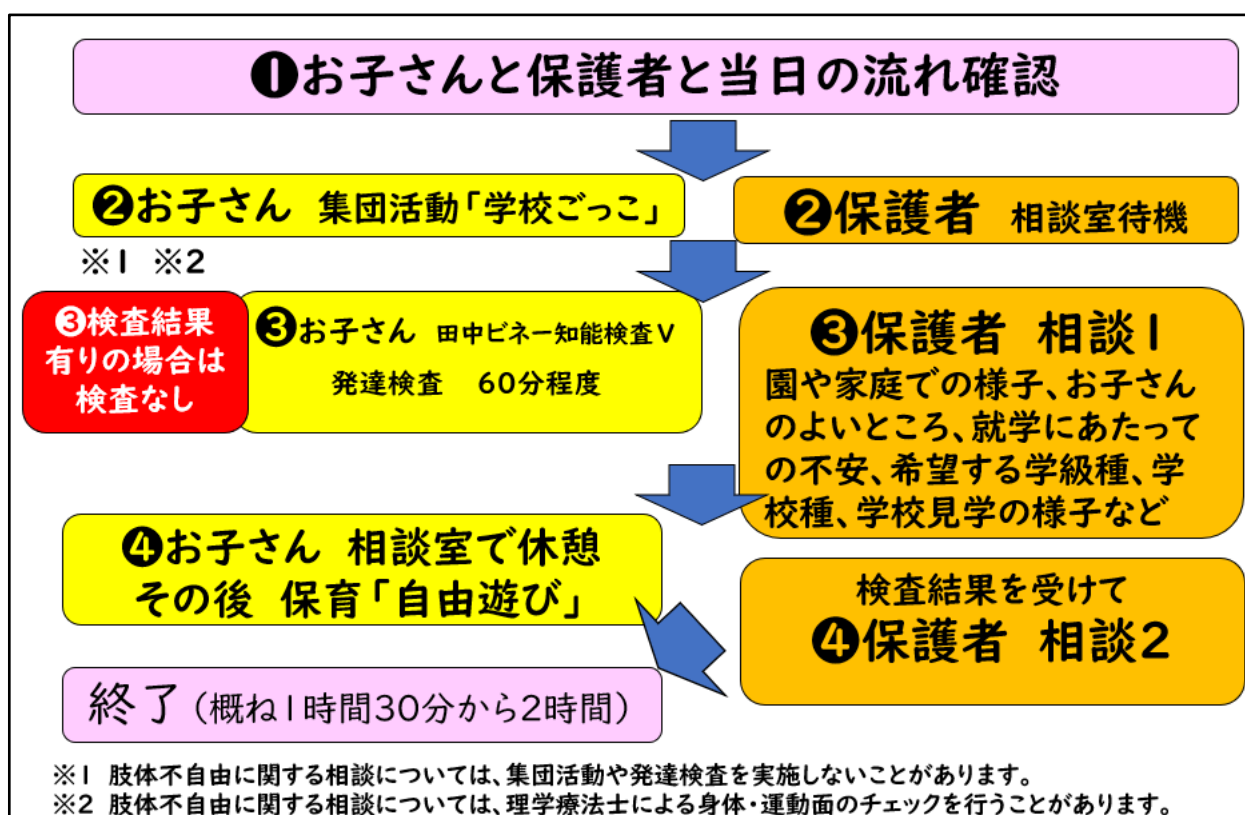 ❶お子さんと保護者と当日の流れ確認
❷お子さん 集団活動「学校ごっこ」
❷保護者 相談室待機
※1 ※2
❸検査結果
有りの場合は
検査なし
❸お子さん 田中ビネー知能検査Ⅴ
発達検査 60分程度
❸保護者 相談1
園や家庭での様子、お子さん
のよいところ、就学にあたって
の不安、希望する学級種、学
校種、学校見学の様子など
❹お子さん 相談室で休憩
その後 保育「自由遊び」
検査結果を受けて
❹保護者 相談2
終了(概ね1時間30分から2時間)
※1 肢体不自由に関する相談については、集団活動や発達検査を実施しないことがあります。
※2 肢体不自由に関する相談については、理学療法士による身体・運動面のチェックを行うことがあります。